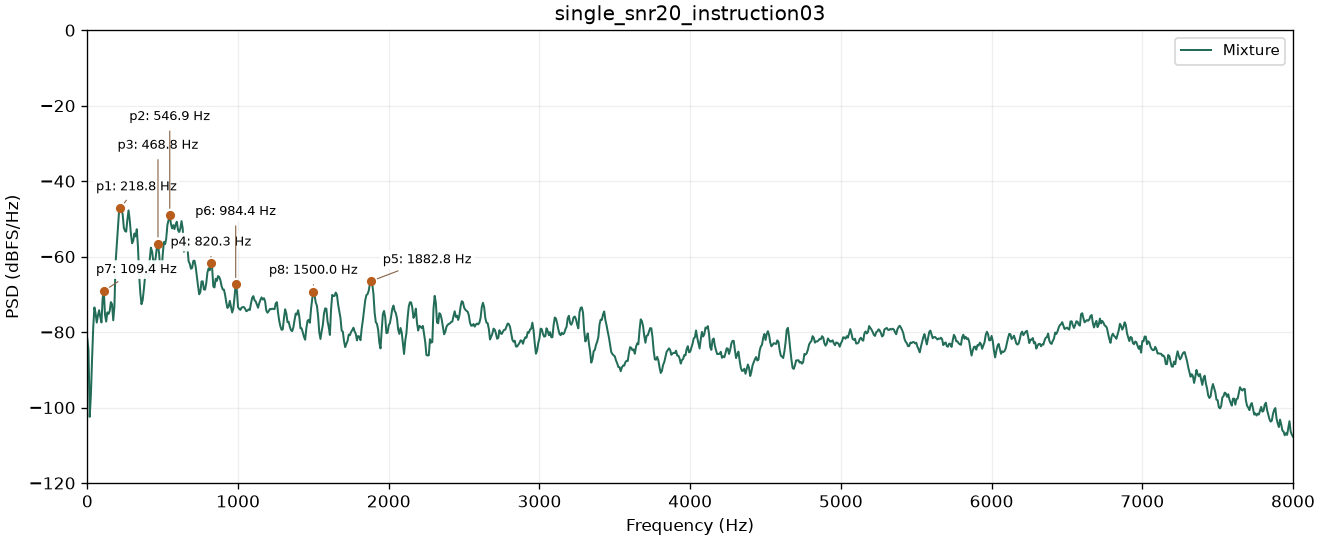 single_snr20_instruction03
PSD (dBFS/Hz)
0
−20
−40
−60
−80
−100
−120
Mixture
p2: 546.9 Hz
p3: 468.8 Hz
p1: 218.8 Hz
p6: 984.4 Hz
p4: 820.3 Hz
p5: 1882.8 Hz
p7: 109.4 Hz
p8: 1500.0 Hz
0 1000 2000 3000 4000 5000 6000 7000 8000
Frequency (Hz)